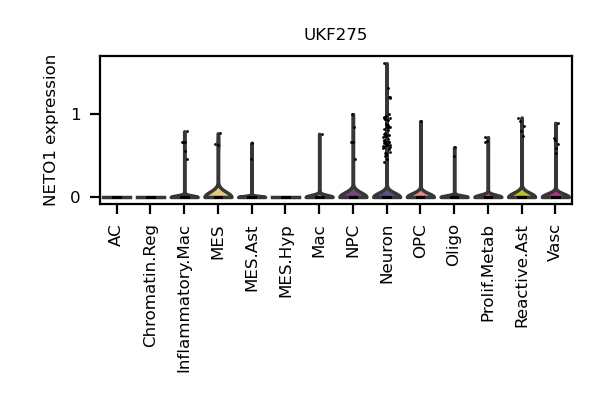 UKF275
NETO1 expression
1
0
AC
Chromatin.Reg
Inflammatory.Mac
MES
MES.Ast
MES.Hyp
Mac
NPC
Neuron
OPC
Oligo
Prolif.Metab
Reactive.Ast
Vasc